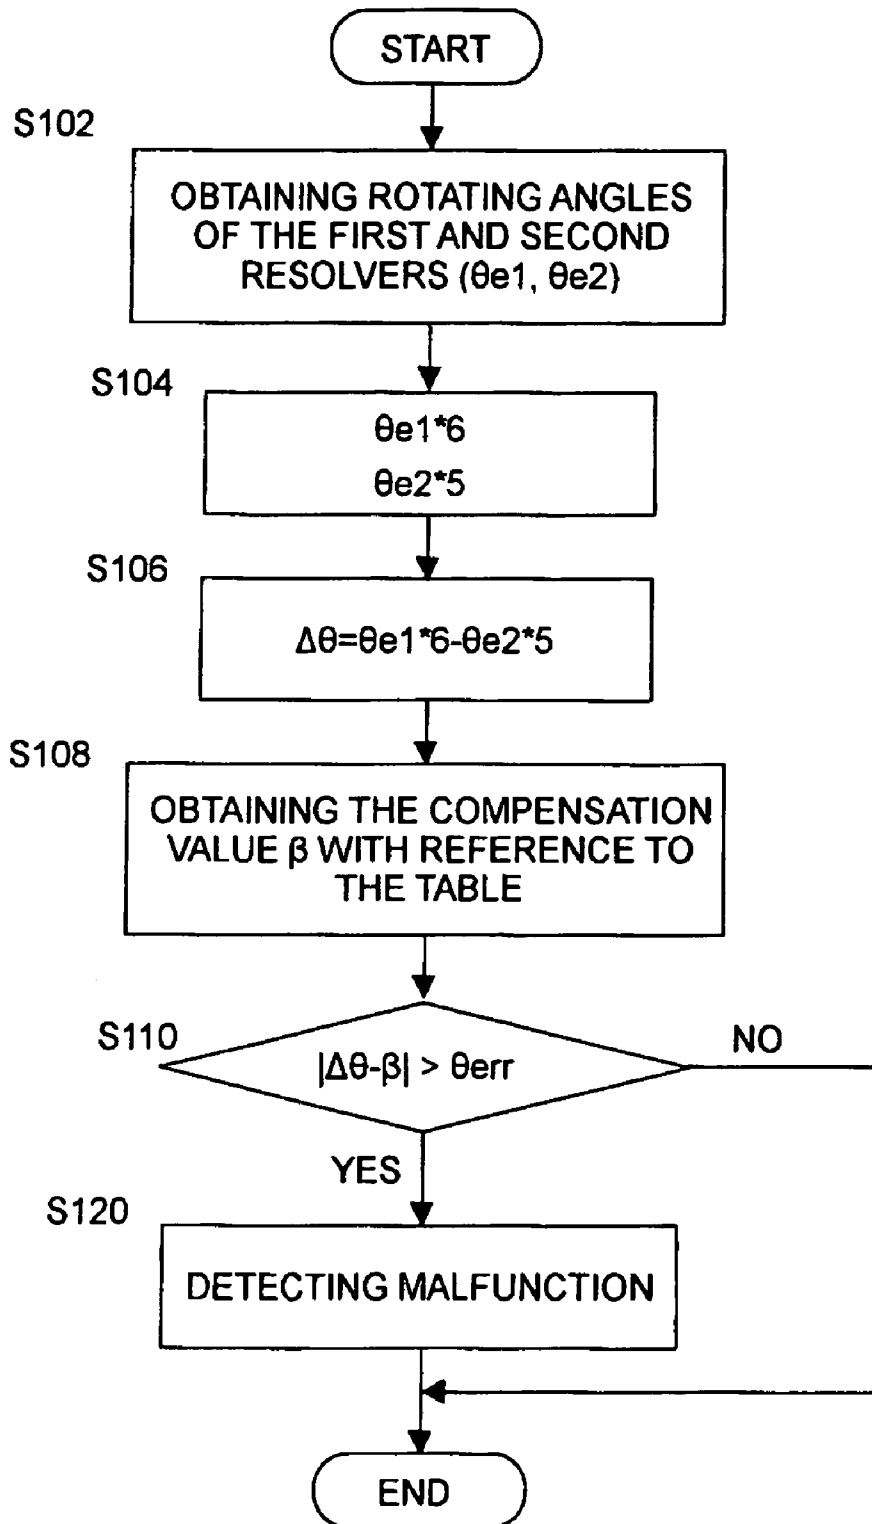 START
S102
OBTAINING ROTATING ANGLES
OF THE FIRST AND SECOND
RESOLVERS (θe1, θe2)
S104
θe1*6
θe2*5
S106
Δθ=θe1*6-θe2*5
S108
OBTAINING THE COMPENSATION
VALUE β WITH REFERENCE TO
THE TABLE
S110
|Δθ-β| > θerr
NO
YES
S120
DETECTING MALFUNCTION
END